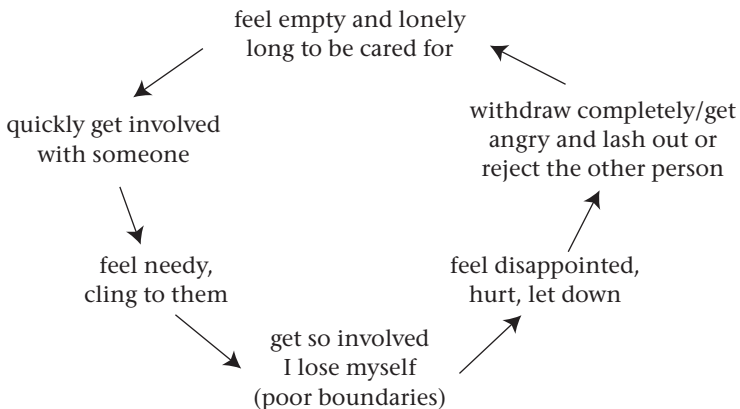 feel empty and lonely
long to be cared for
quickly get involved
with someone
feel needy,
cling to them
get so involved
I lose myself
(poor boundaries)
feel disappointed,
hurt, let down
withdraw completely/get
angry and lash out or
reject the other person